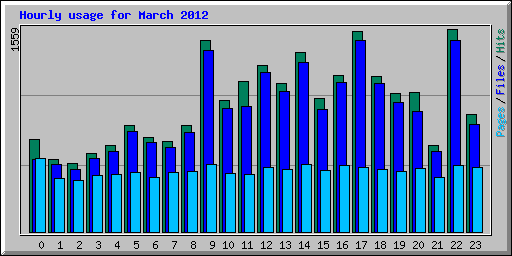 Hourly usage for March 2012
1559
Pages/Files/Hits
0 1 2 3 4 5 6 7 8 9 10 11 12 13 14 15 16 17 18 19 20 21 22 23